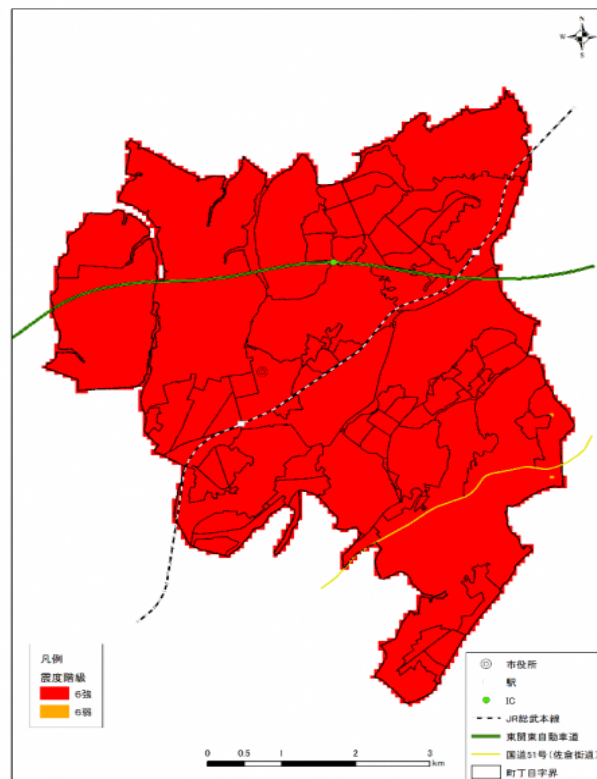 N
W
E
S
凡例
震度階級
6強
6弱
0 0.5 1 2 3
km
市役所
駅
IC
JR総武本線
東関東自動車道
国道51号(佐倉街道)
町丁目字界